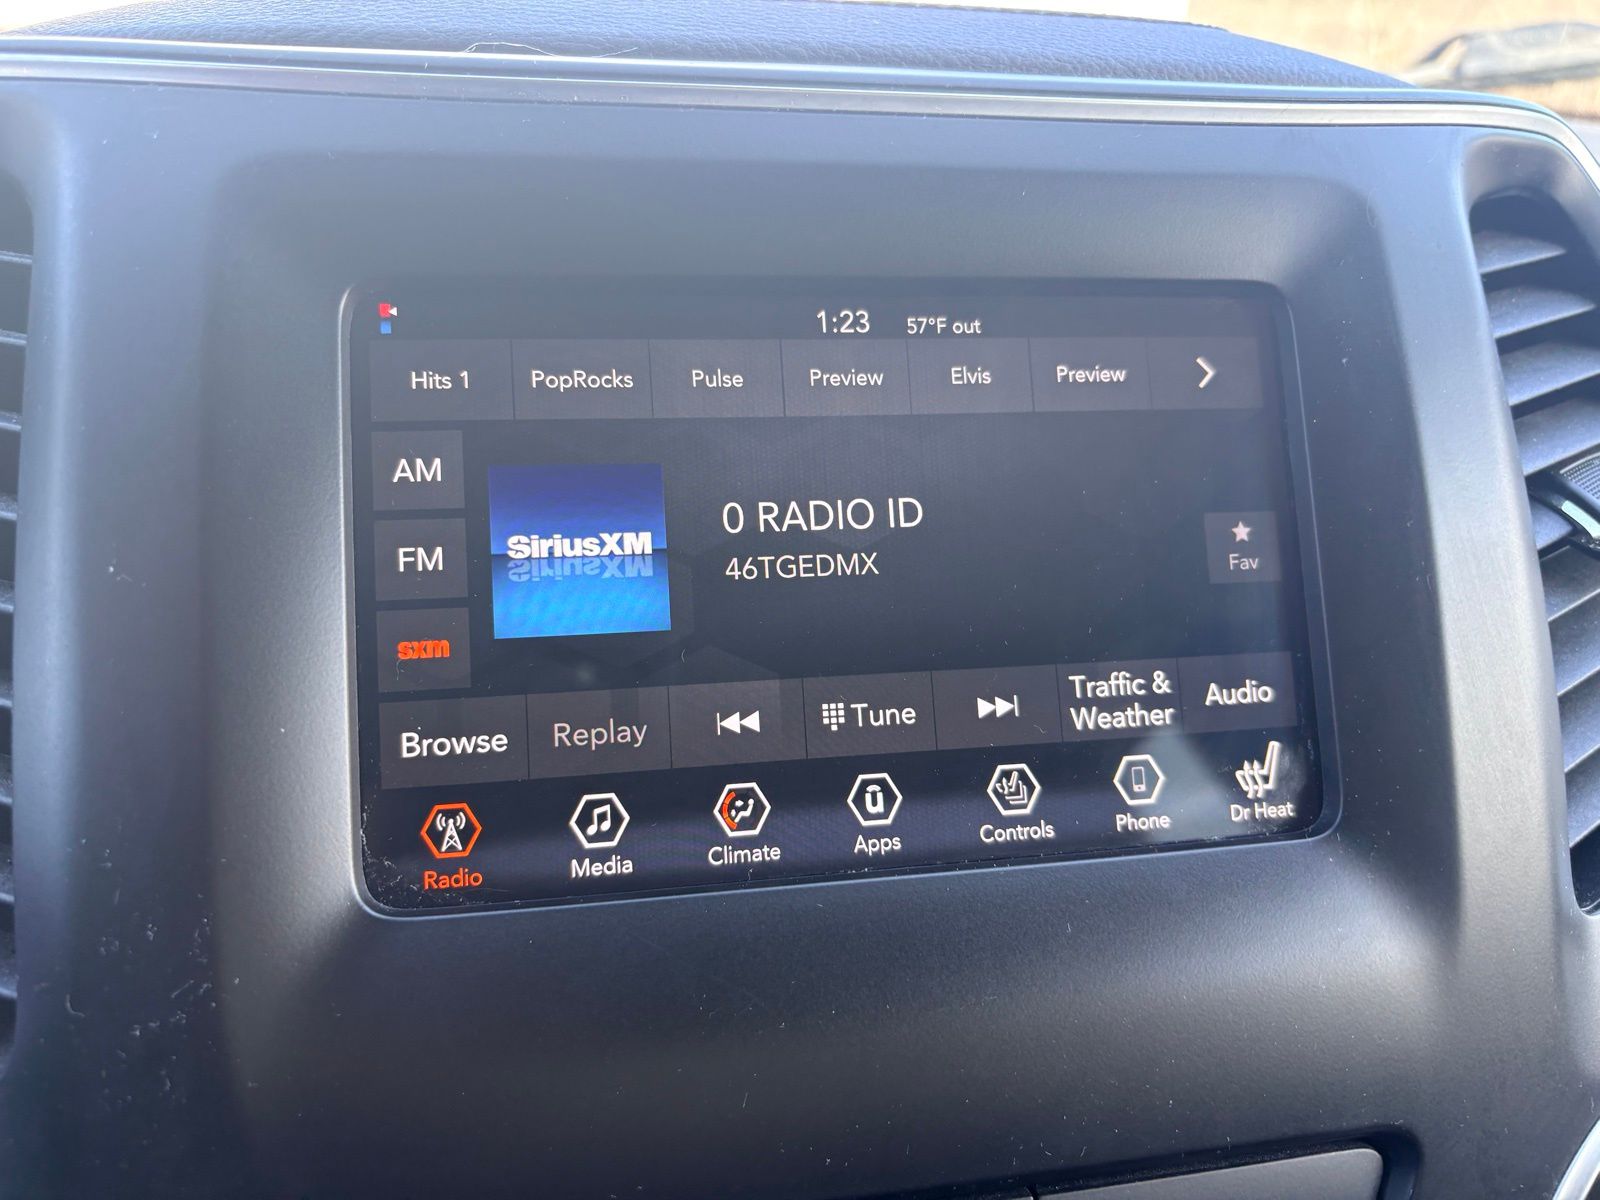 1:23 57°F out
Hits 1 PopRocks Pulse Preview Elvis Preview
AM
FM
sxm
SiriusXM
0 RADIO ID
46TGEDMX
Fav
Browse Replay Tune Traffic & Weather Audio
Radio Media Climate Apps Controls Phone Dr Heat